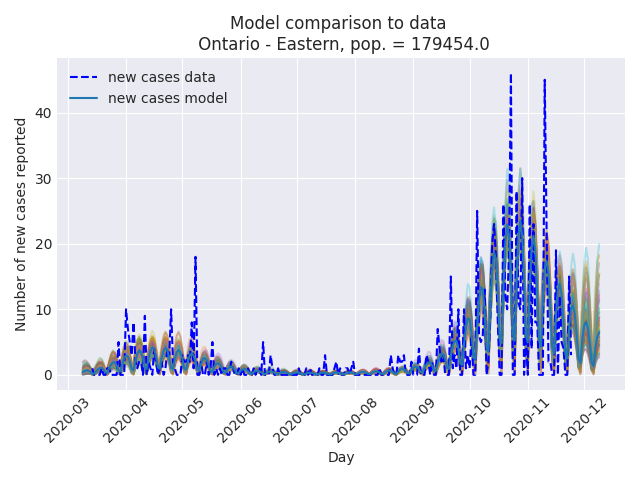 Model comparison to data
Ontario - Eastern, pop. = 179454.0
new cases data
new cases model
Number of new cases reported
40
30
20
10
0
2020-03
2020-04
2020-05
2020-06
2020-07
2020-08
2020-09
2020-10
2020-11
2020-12
Day